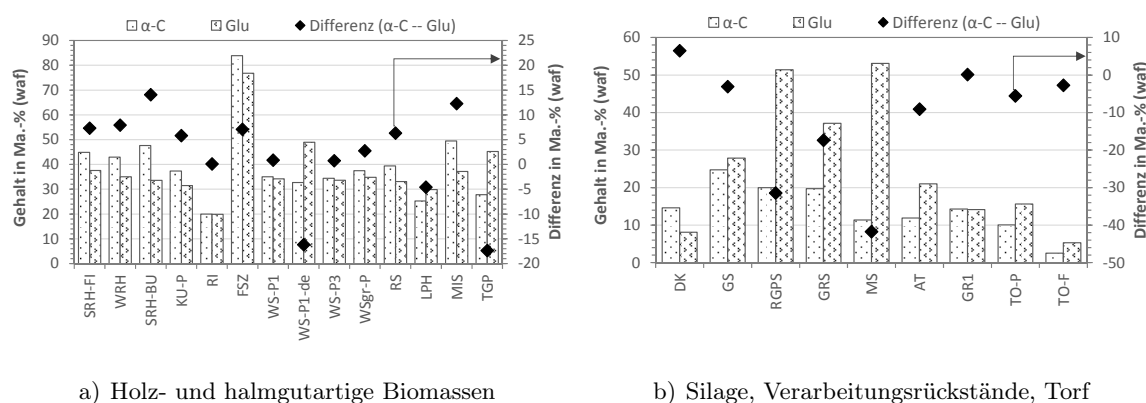 α-C
Glu
Differenz (α-C -- Glu)
90
80
70
60
50
40
30
20
10
0
Gehalt in Ma.-% (waf)
25
20
15
10
5
0
-5
-10
-15
-20
Differenz in Ma.-% (waf)
SRH-FI
WRH
SRH-BU
KU-P
RI
FSZ
WS-P1
WS-P1-de
WS-P3
WSgr-P
RS
LPH
MIS
TGP
a) Holz- und halmgutartige Biomassen
α-C
Glu
Differenz (α-C -- Glu)
60
50
40
30
20
10
0
Gehalt in Ma.-% (waf)
10
0
-10
-20
-30
-40
-50
Differenz in Ma.-% (waf)
DK
GS
RGPS
GRS
MS
AT
GR1
TO-P
TO-F
b) Silage, Verarbeitungsrückstände, Torf